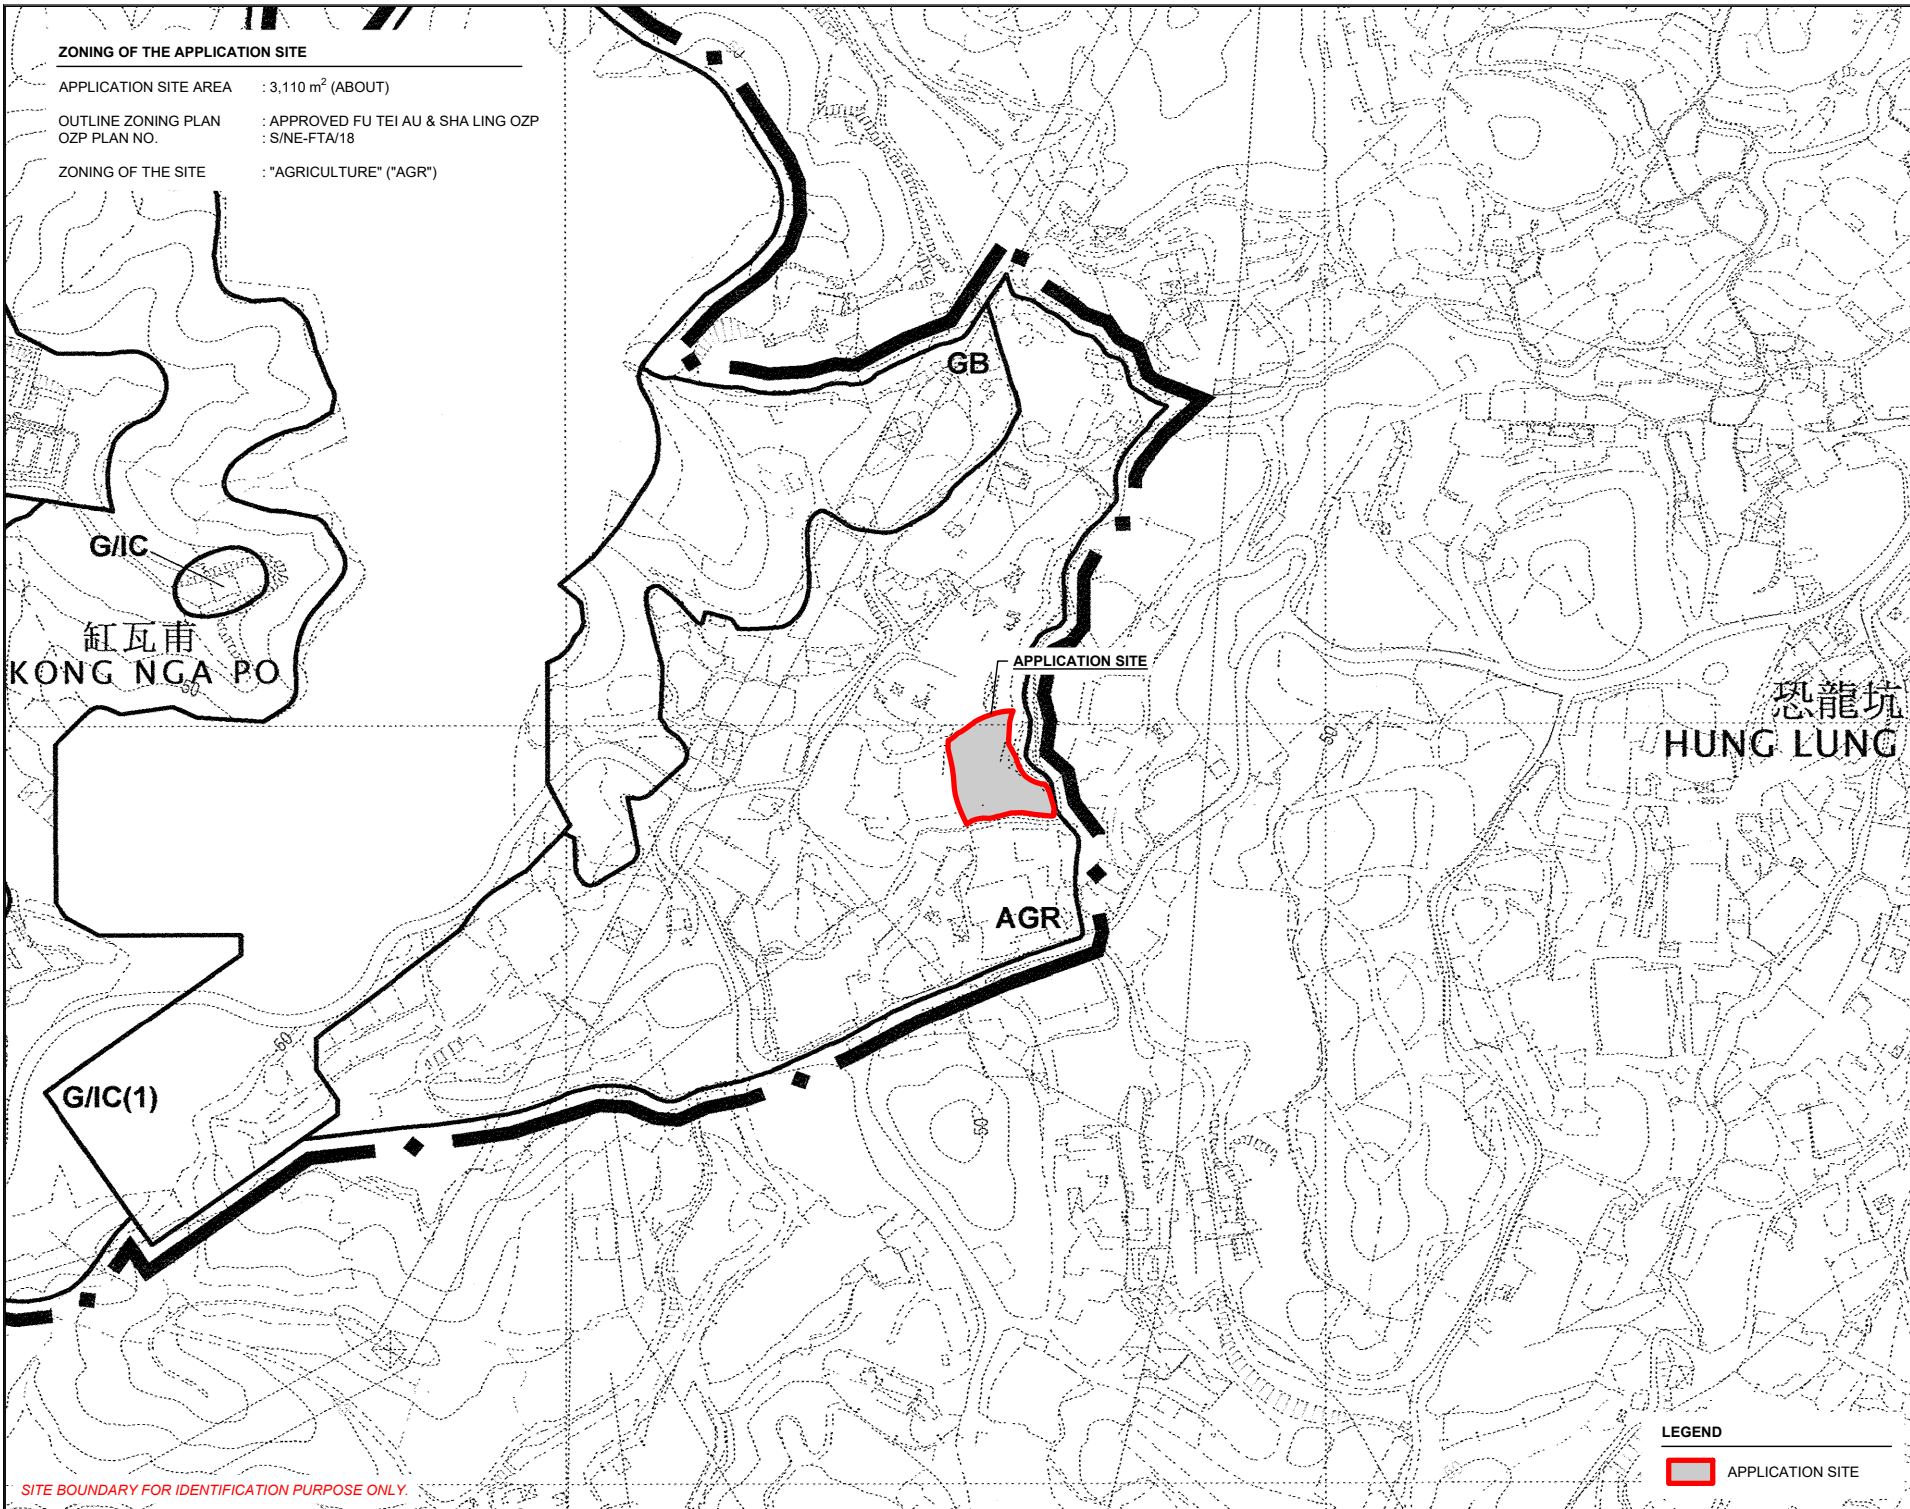 ZONING OF THE APPLICATION SITE
APPLICATION SITE AREA : 3,110 m² (ABOUT)
OUTLINE ZONING PLAN : APPROVED FU TEI AU & SHA LING OZP
OZP PLAN NO. : S/NE-FTA/18
ZONING OF THE SITE : "AGRICULTURE" ("AGR")
50
GB
G/IC
缸瓦甫
KONG NGA PO
50
APPLICATION SITE
恐龍坑
HUNG LUNG
50
AGR
60
G/IC(1)
50
LEGEND
APPLICATION SITE
SITE BOUNDARY FOR IDENTIFICATION PURPOSE ONLY.